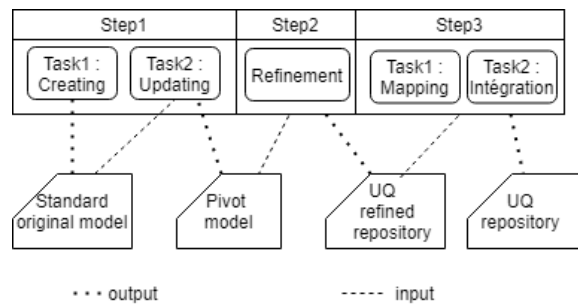 Step1
Step2
Step3
Task1 :
Creating
Task2 :
Updating
Refinement
Task1 :
Mapping
Task2 :
Intégration
Standard
original model
Pivot
model
UQ
refined
repository
UQ
repository
output
input